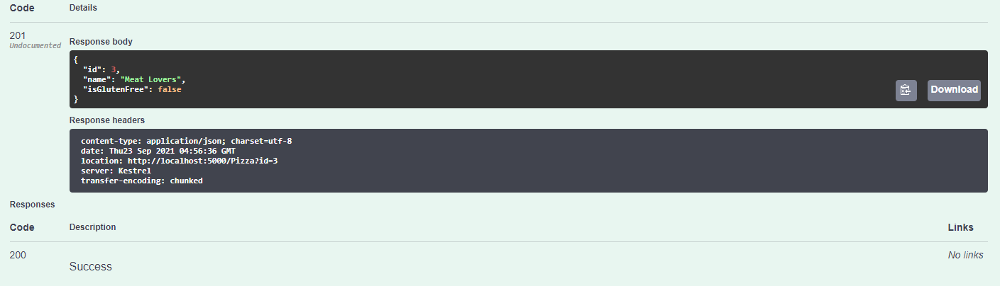 Code Details
201
Undocumented
Response body
{
  "id": 3,
  "name": "Meat Lovers",
  "isGlutenFree": false
}
Download
Response headers
content-type: application/json; charset=utf-8
date: Thu23 Sep 2021 04:56:36 GMT
location: http://localhost:5000/Pizza?id=3
server: Kestrel
transfer-encoding: chunked
Responses
Code Description Links
200 No links
Success